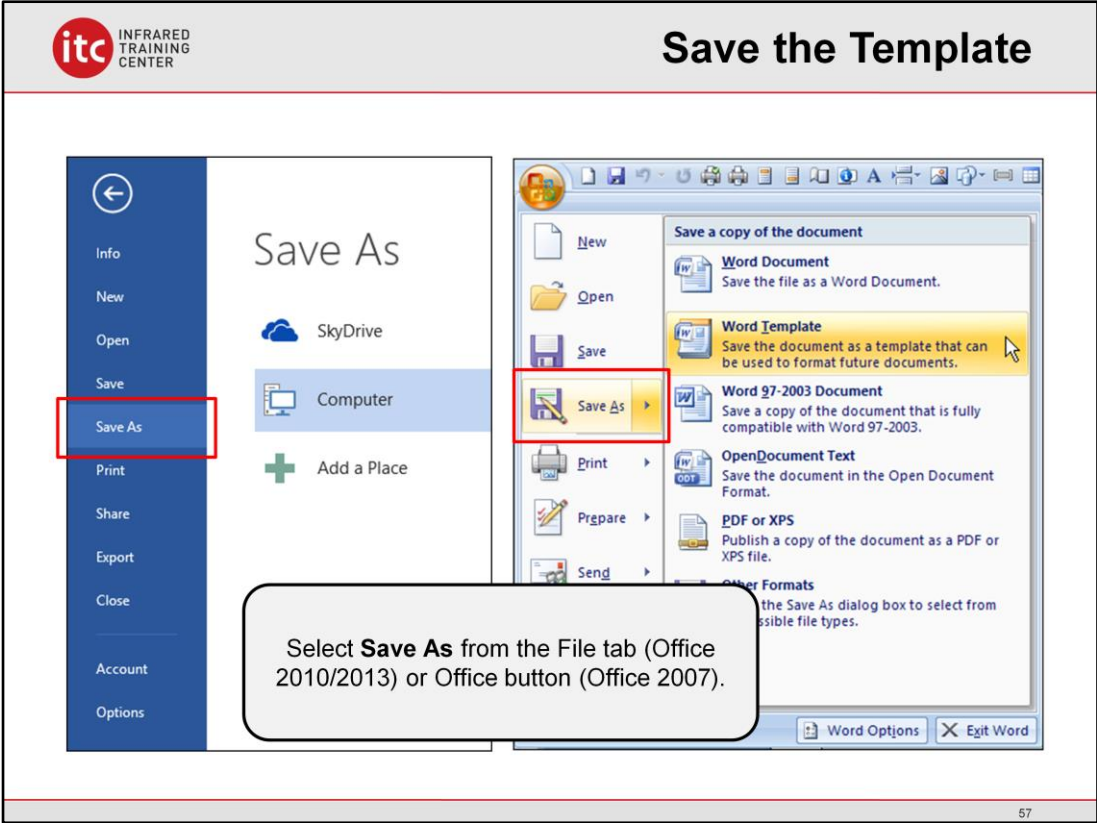 itc
INFRARED
TRAINING
CENTER
Save the Template
Info
New
Open
Save
Save As
Print
Share
Export
Close
Account
Options
Save As
SkyDrive
Computer
Add a Place
New
Open
Save
Save As
Print
Prepare
Send
Save a copy of the document
Word Document
Save the file as a Word Document.
Word Template
Save the document as a template that can
be used to format future documents.
Word 97-2003 Document
Save a copy of the document that is fully
compatible with Word 97-2003.
OpenDocument Text
Save the document in the Open Document
Format.
PDF or XPS
Publish a copy of the document as a PDF or
XPS file.
Other Formats
the Save As dialog box to select from
file types.
Word Options
Exit Word
Select Save As from the File tab (Office
2010/2013) or Office button (Office 2007).
57